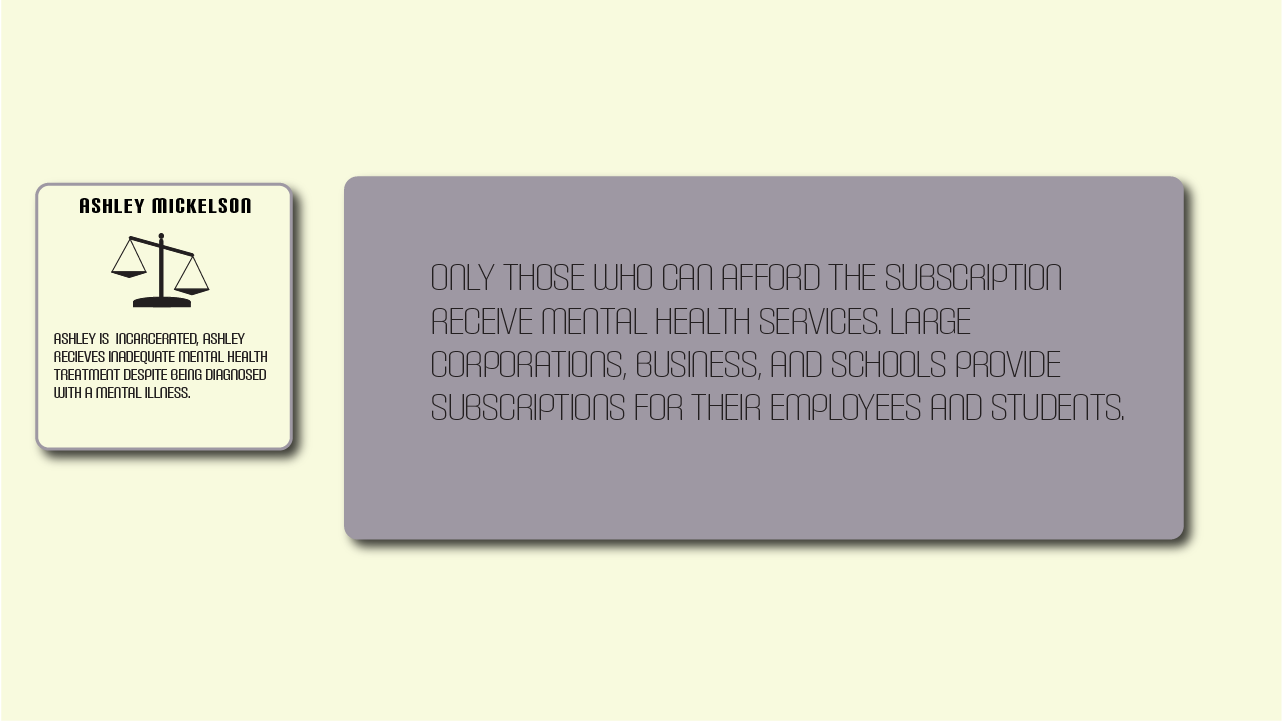 ASHLEY MICKELSON
ASHLEY IS INCARCERATED, ASHLEY
RECIEVES INADEQUATE MENTAL HEALTH
TREATMENT DESPITE BEING DIAGNOSED
WITH A MENTAL ILLNESS.
ONLY THOSE WHO CAN AFFORD THE SUBSCRIPTION
RECEIVE MENTAL HEALTH SERVICES. LARGE
CORPORATIONS, BUSINESS, AND SCHOOLS PROVIDE
SUBSCRIPTIONS FOR THEIR EMPLOYEES AND STUDENTS.